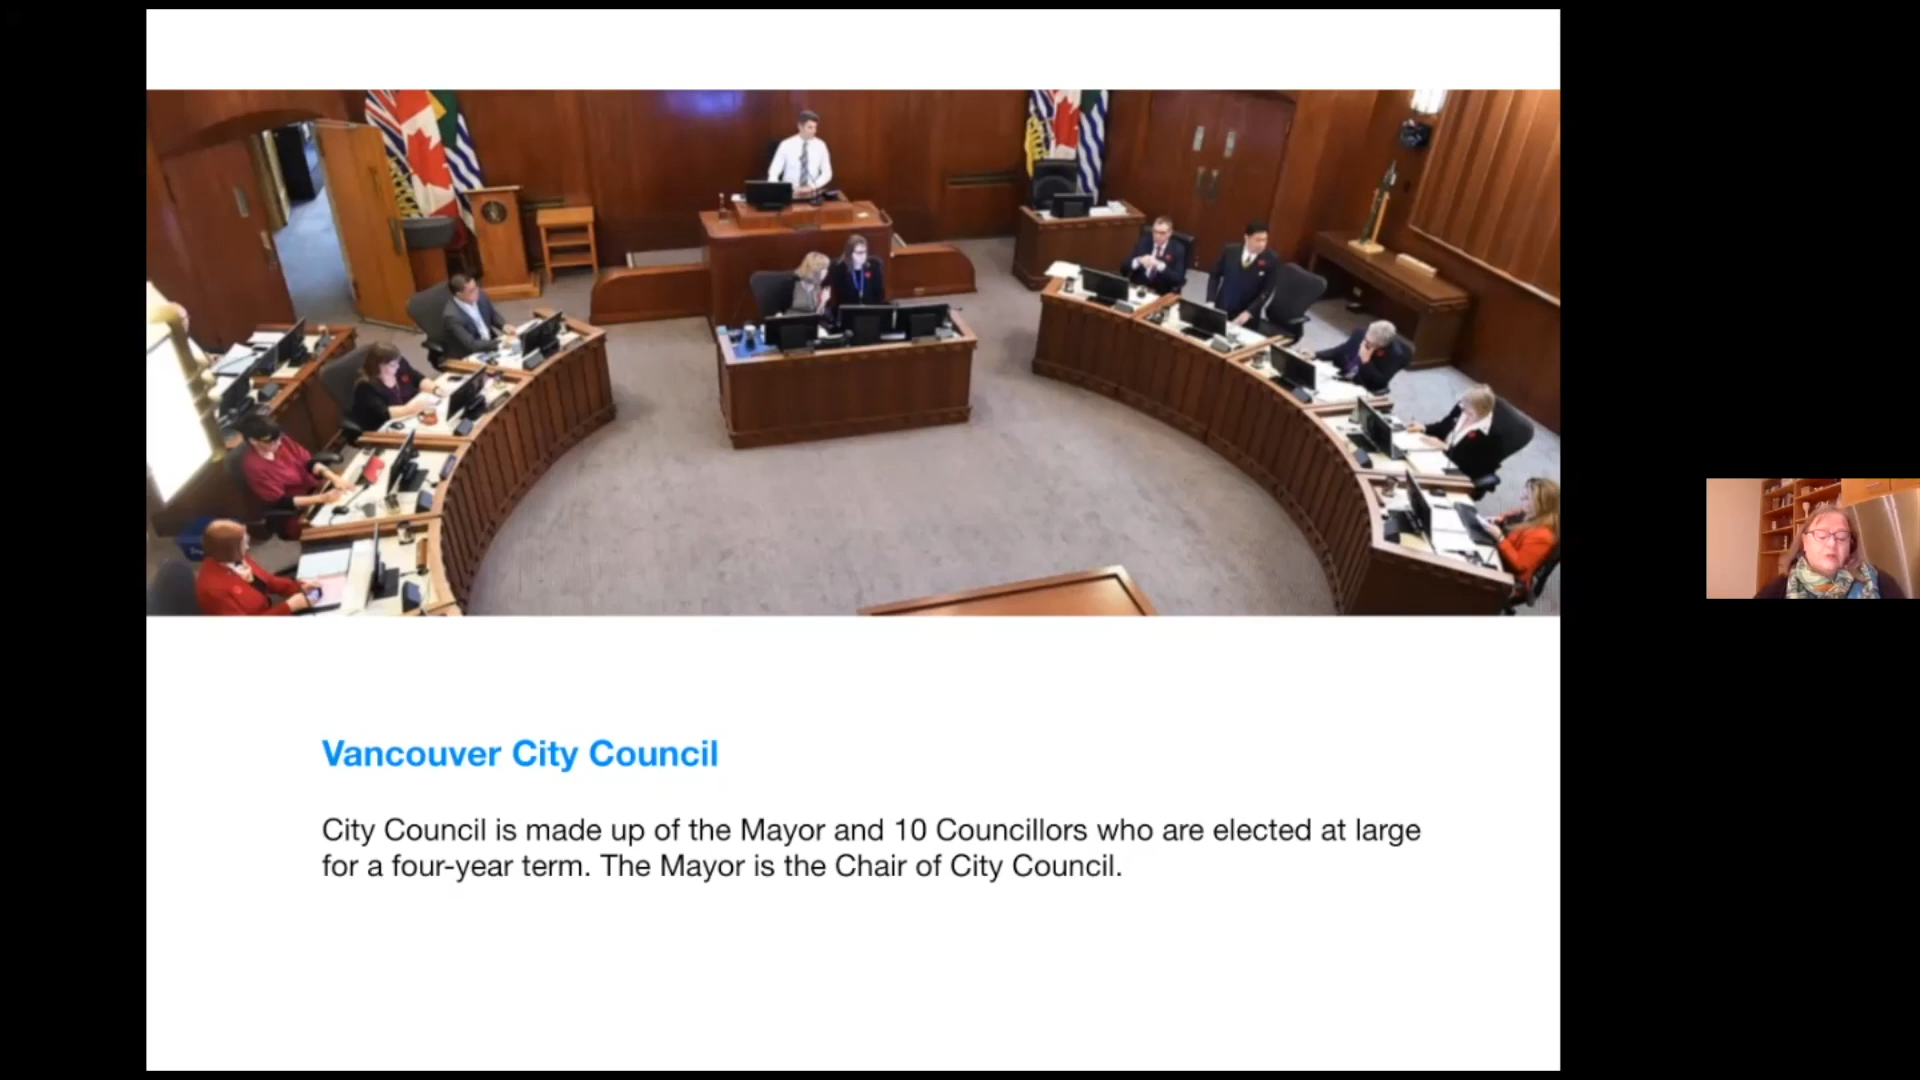 Vancouver City Council
City Council is made up of the Mayor and 10 Councillors who are elected at large
for a four-year term. The Mayor is the Chair of City Council.